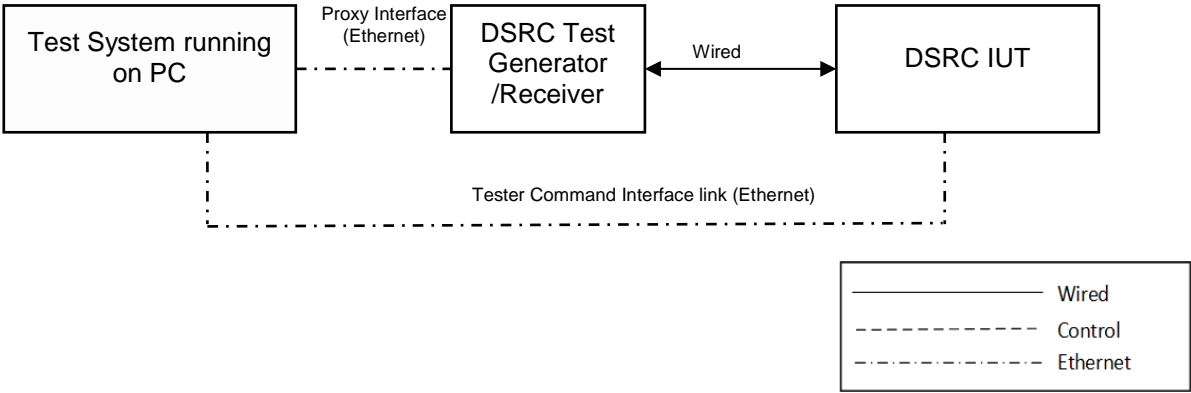 Test System running
on PC
Proxy Interface
(Ethernet)
DSRC Test
Generator
/Receiver
Wired
DSRC IUT
Tester Command Interface link (Ethernet)
Wired
Control
Ethernet